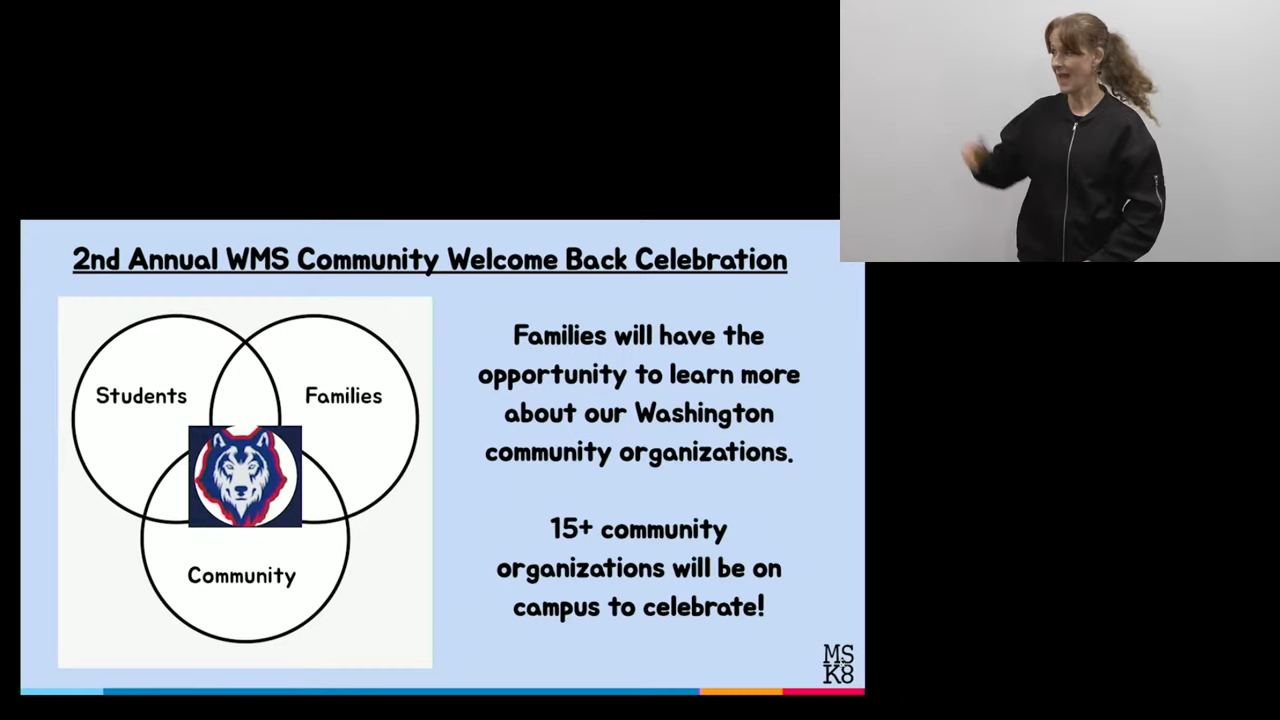 2nd Annual WMS Community Welcome Back Celebration
Students
Families
Community
Families will have the
opportunity to learn more
about our Washington
community organizations.
15+ community
organizations will be on
campus to celebrate!
MS
K8